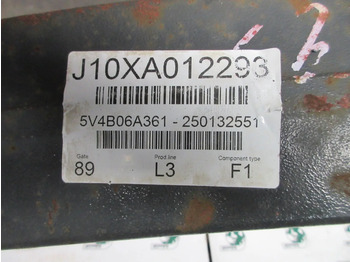 J10XA012293
5V4B06A361 - 250132551
Gate Prod.line Component type
89 L3 F1